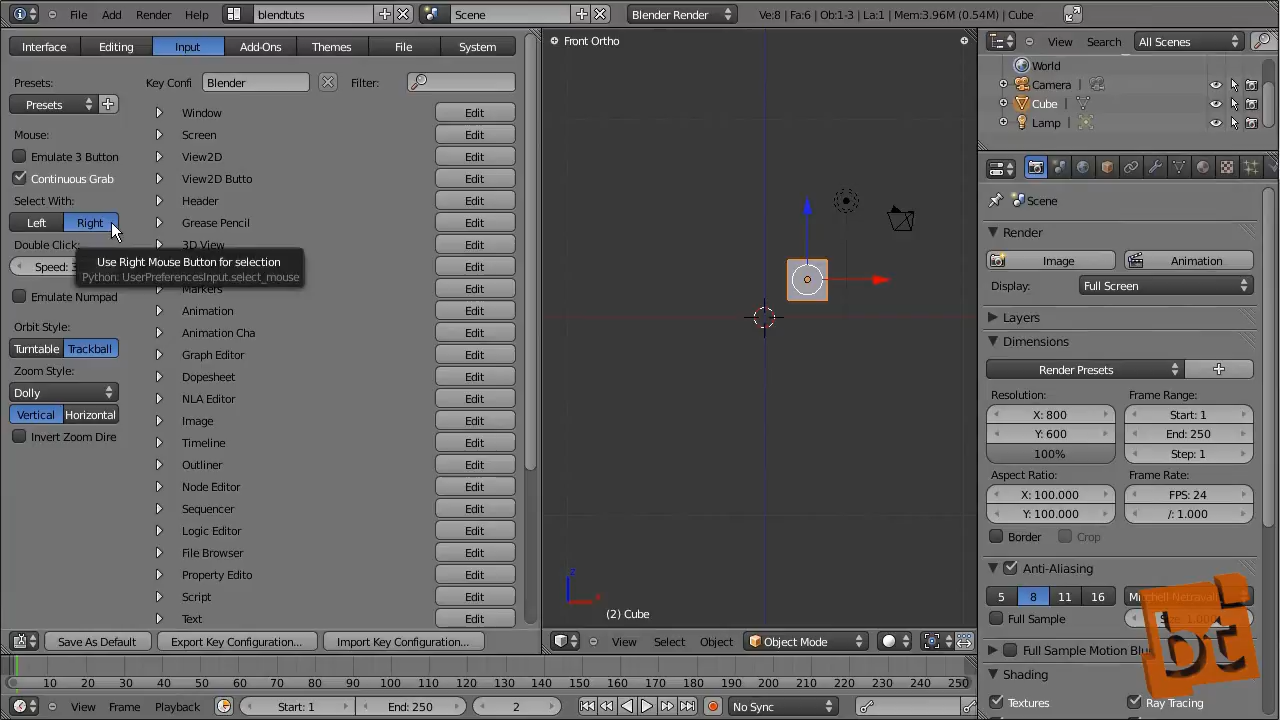 File Add Render Help blendtuts Scene Blender Render Ve:8 | Fa:6 | Ob:1-3 | La:1 | Mem:3.96M (0.54M) | Cube
Interface Editing Input Add-Ons Themes File System
Presets:
Presets
Mouse:
Emulate 3 Button
Continuous Grab
Select With:
Left Right
Double Click:
Emulate Numpad
Orbit Style:
Turntable Trackball
Zoom Style:
Dolly
Vertical Horizontal
Invert Zoom Dire
Use Right Mouse Button for selection
Python: UserPreferencesInput.select_mouse
Key Confi Blender Filter:
Window Edit
Screen Edit
View2D Edit
View2D Butto Edit
Header Edit
Grease Pencil Edit
3D View
Markers Edit
Animation Edit
Animation Cha Edit
Graph Editor Edit
Dopesheet Edit
NLA Editor Edit
Image Edit
Timeline Edit
Outliner Edit
Node Editor Edit
Sequencer Edit
Logic Editor Edit
File Browser Edit
Property Edito Edit
Script Edit
Text Edit
Save As Default Export Key Configuration... Import Key Configuration...
Front Ortho
z
x
(2) Cube
View Select Object Object Mode
0 10 20 30 40 50 60 70 80 90 100 110 120 130 140 150 160 170 180 190 200 210 220 230 240 250
View Frame Playback Start: 1 End: 250 2 No Sync
View Search All Scenes
World
Camera
Cube
Lamp
Scene
Render
Image Animation
Display: Full Screen
Layers
Dimensions
Render Presets
Resolution: Frame Range:
X: 800 Start: 1
Y: 600 End: 250
100% Step: 1
Aspect Ratio: Frame Rate:
X: 100.000 FPS: 24
Y: 100.000 /: 1.000
Border Crop
Anti-Aliasing
5 8 11 16
Full Sample
Full Sample Motion
Shading
Textures Ray Tracing
bt